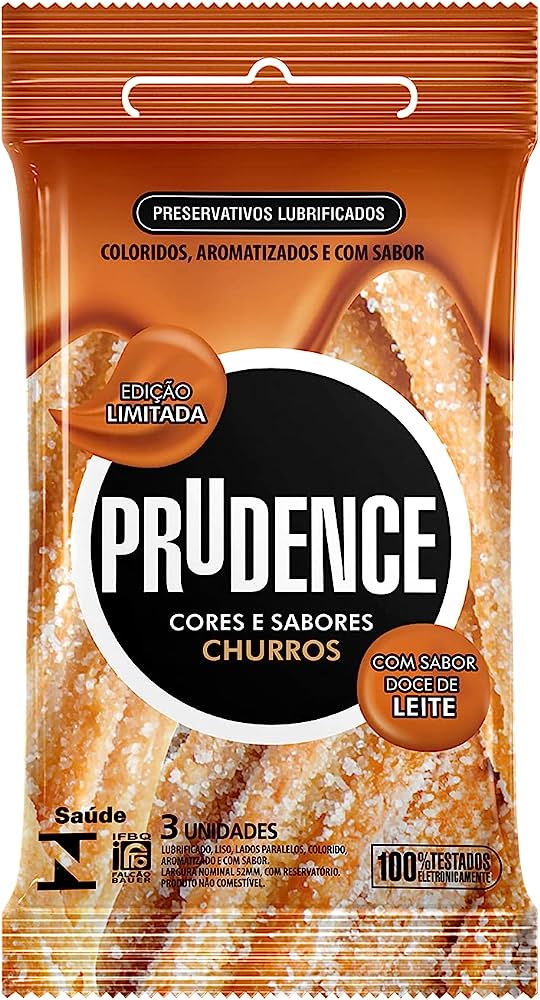 PRESERVATIVOS LUBRIFICADOS
COLORIDOS, AROMATIZADOS E COM SABOR
EDIÇÃO
LIMITADA
PRUDENCE
CORES E SABORES
CHURROS
COM SABOR
DOCE DE
LEITE
Saúde
IFBQ
FALCÃO
BAUER
3 UNIDADES
LUBRIFICADO, LISO, LADOS PARALELOS, COLORIDO,
AROMATIZADO E COM SABOR.
LARGURA NOMINAL 52MM, COM RESERVATÓRIO.
PRODUTO NÃO COMESTÍVEL.
100% TESTADOS
ELETRONICAMENTE